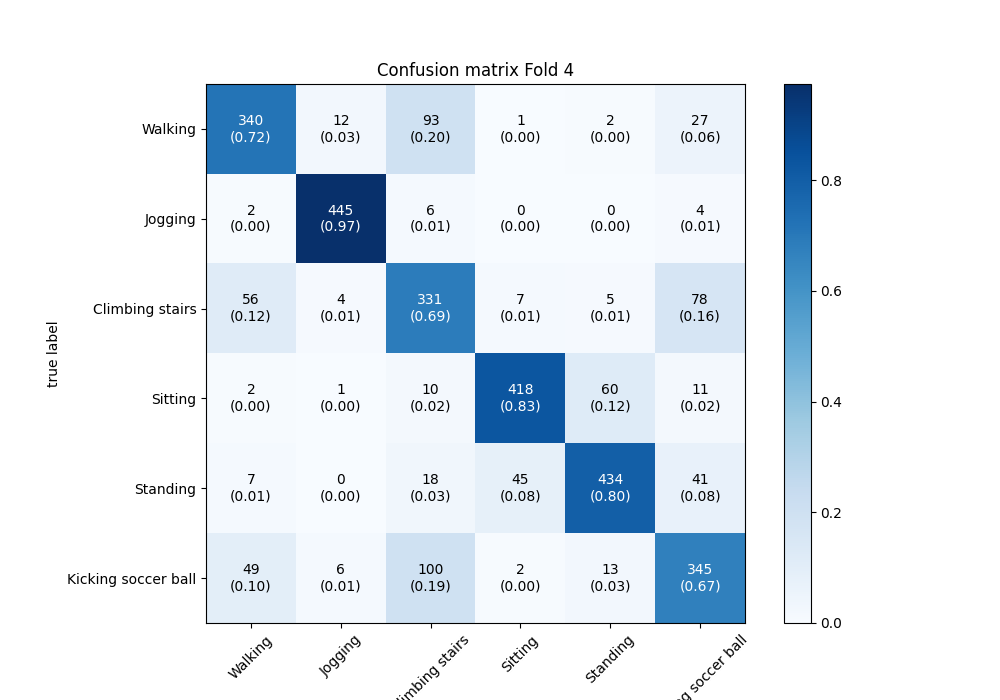 Confusion matrix Fold 4
Walking
340 12 93 1 2 27
(0.72) (0.03) (0.20) (0.00) (0.00) (0.06)
Jogging
2 445 6 0 0 4
(0.00) (0.97) (0.01) (0.00) (0.00) (0.01)
Climbing stairs
56 4 331 7 5 78
(0.12) (0.01) (0.69) (0.01) (0.01) (0.16)
Sitting
2 1 10 418 60 11
(0.00) (0.00) (0.02) (0.83) (0.12) (0.02)
Standing
7 0 18 45 434 41
(0.01) (0.00) (0.03) (0.08) (0.80) (0.08)
Kicking soccer ball
49 6 100 2 13 345
(0.10) (0.01) (0.19) (0.00) (0.03) (0.67)
true label
Walking
Jogging
limbing stairs
Sitting
Standing
g soccer ball
0.8
0.6
0.4
0.2
0.0